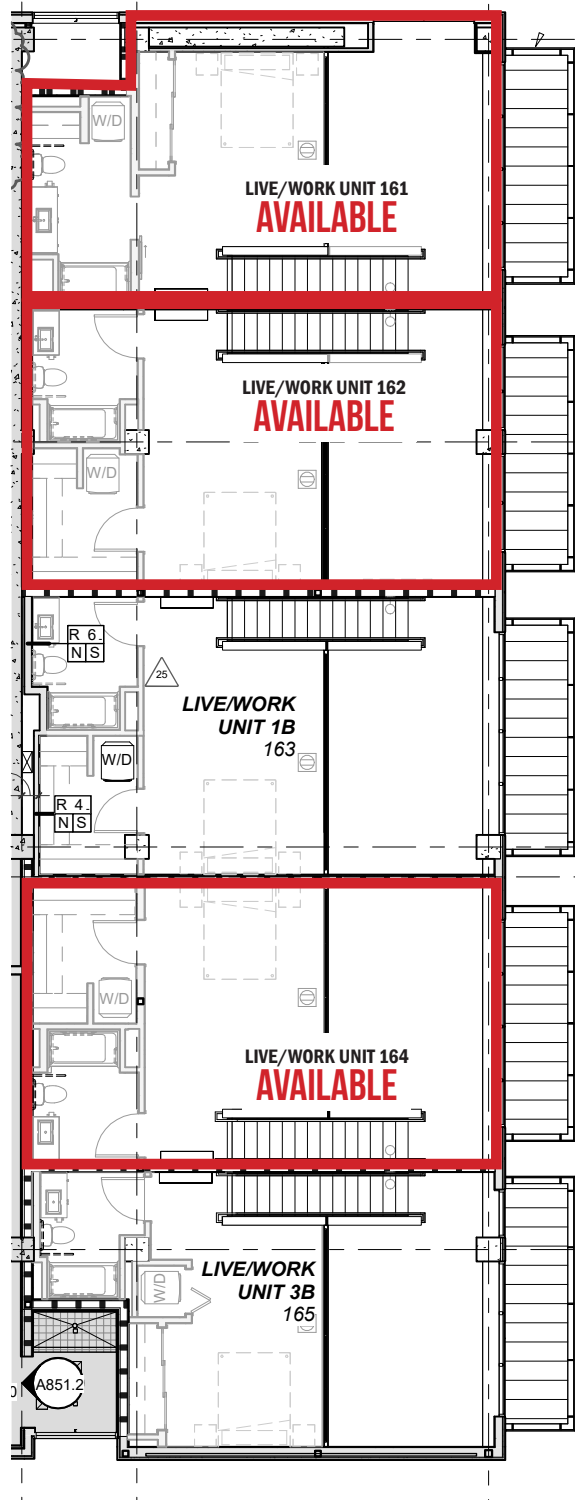 W/D
LIVE/WORK UNIT 161
AVAILABLE
LIVE/WORK UNIT 162
AVAILABLE
W/D
R 6
N S
25
LIVE/WORK
UNIT 1B
163
W/D
R 4
N S
W/D
LIVE/WORK UNIT 164
AVAILABLE
LIVE/WORK
UNIT 3B
165
W/D
A851.2